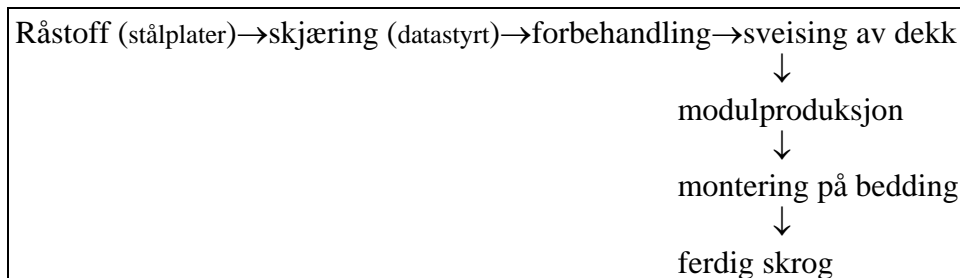 Råstoff (stålplater)→skjæring (datastyrt)→forbehandling→sveising av dekk
↓
modulproduksjon
↓
montering på bedding
↓
ferdig skrog